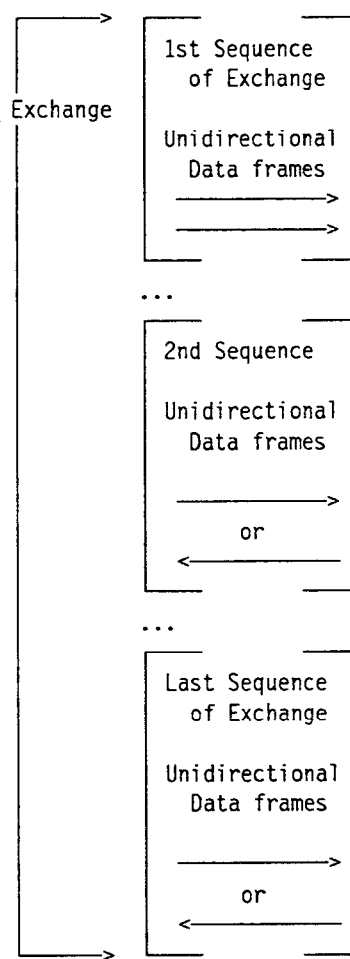 1st Sequence
of Exchange
Exchange
Unidirectional
Data frames
...
2nd Sequence
Unidirectional
Data frames
or
...
Last Sequence
of Exchange
Unidirectional
Data frames
or